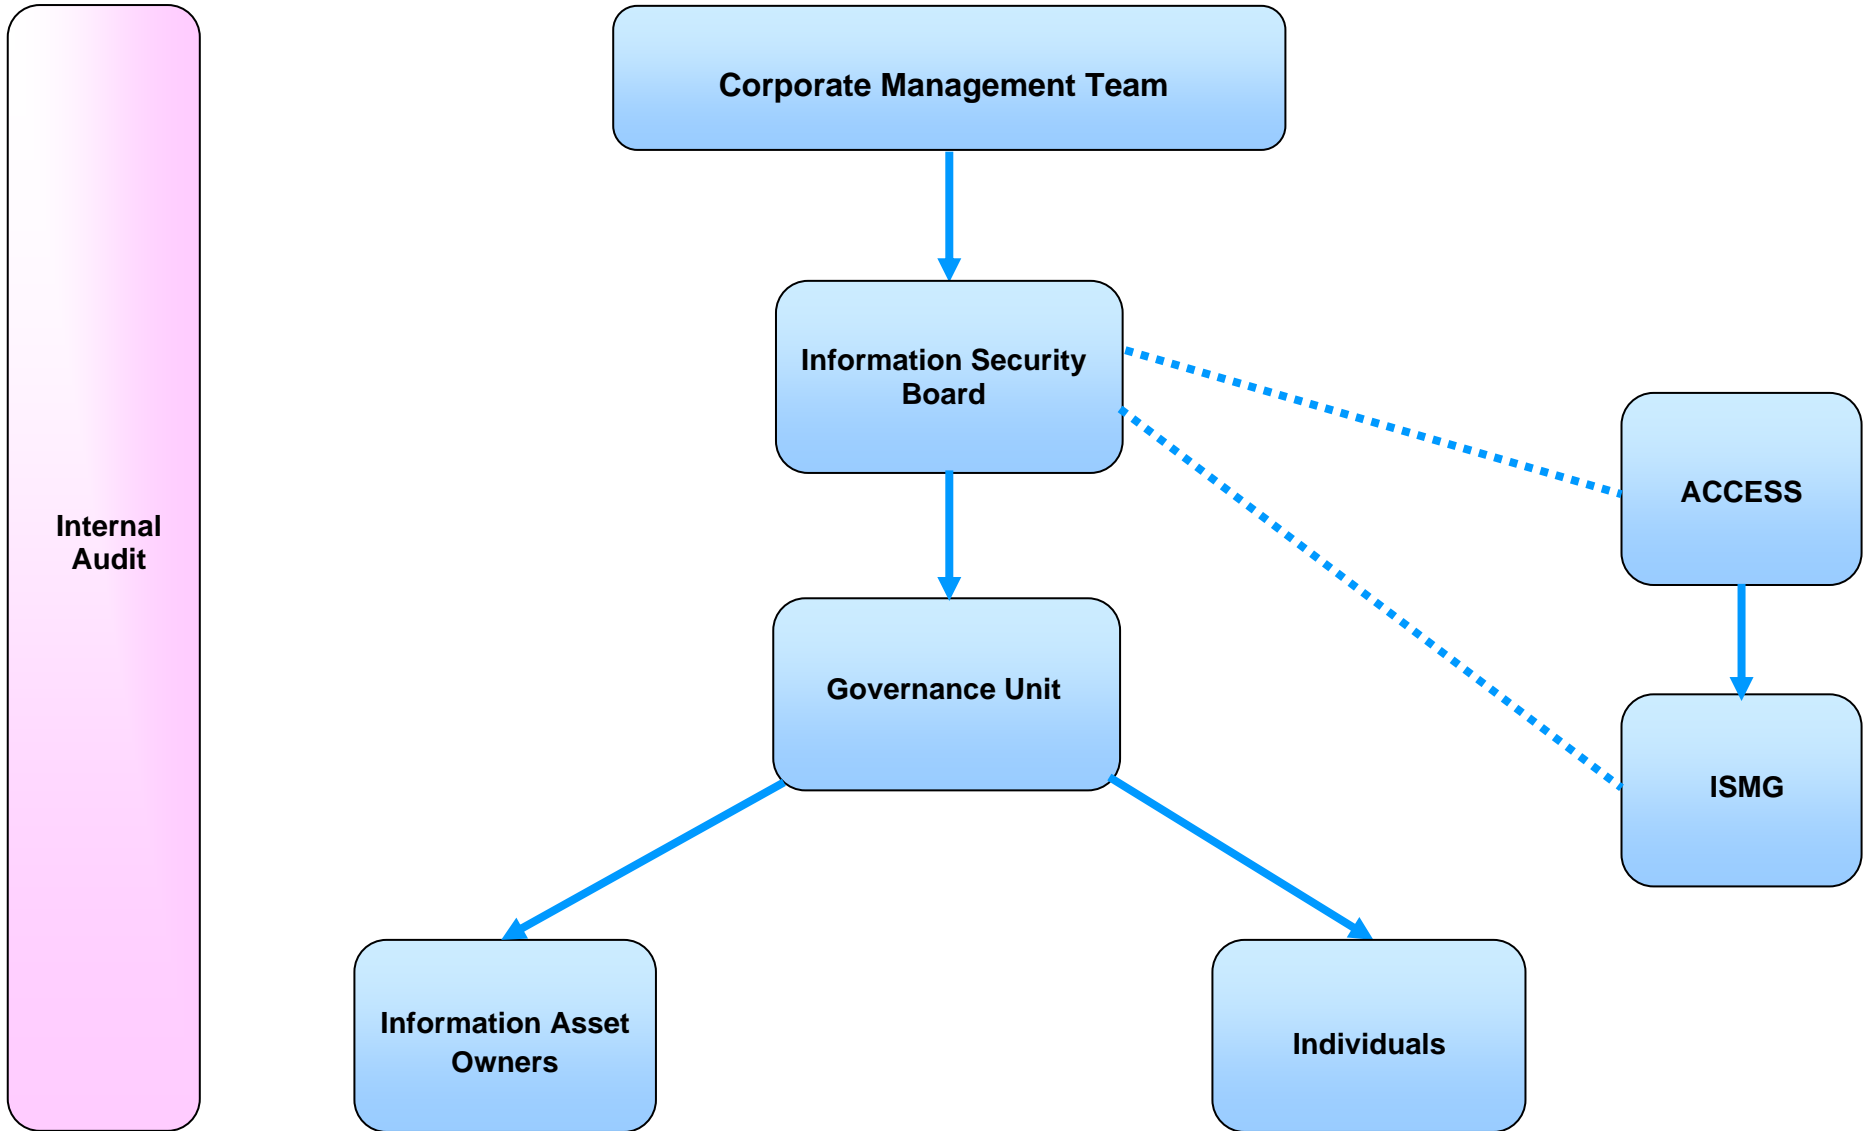 Corporate Management Team
Information Security
Board
ACCESS
Internal
Audit
Governance Unit
ISMG
Information Asset
Owners
Individuals